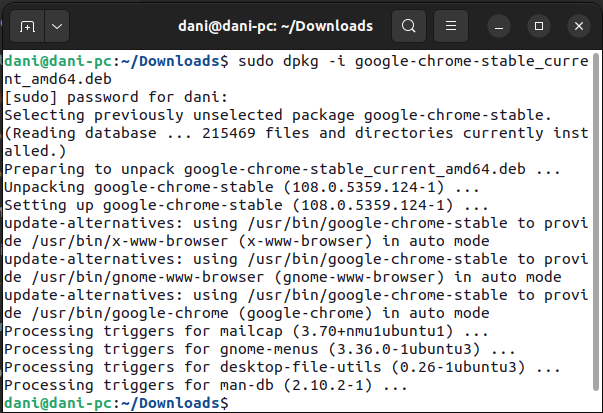 dani@dani-pc: ~/Downloads
dani@dani-pc:~/Downloads$ sudo dpkg -i google-chrome-stable_curre
nt_amd64.deb
[sudo] password for dani:
Selecting previously unselected package google-chrome-stable.
(Reading database ... 215469 files and directories currently inst
alled.)
Preparing to unpack google-chrome-stable_current_amd64.deb ...
Unpacking google-chrome-stable (108.0.5359.124-1) ...
Setting up google-chrome-stable (108.0.5359.124-1) ...
update-alternatives: using /usr/bin/google-chrome-stable to provi
de /usr/bin/x-www-browser (x-www-browser) in auto mode
update-alternatives: using /usr/bin/google-chrome-stable to provi
de /usr/bin/gnome-www-browser (gnome-www-browser) in auto mode
update-alternatives: using /usr/bin/google-chrome-stable to provi
de /usr/bin/google-chrome (google-chrome) in auto mode
Processing triggers for mailcap (3.70+nmu1ubuntu1) ...
Processing triggers for gnome-menus (3.36.0-1ubuntu3) ...
Processing triggers for desktop-file-utils (0.26-1ubuntu3) ...
Processing triggers for man-db (2.10.2-1) ...
dani@dani-pc:~/Downloads$